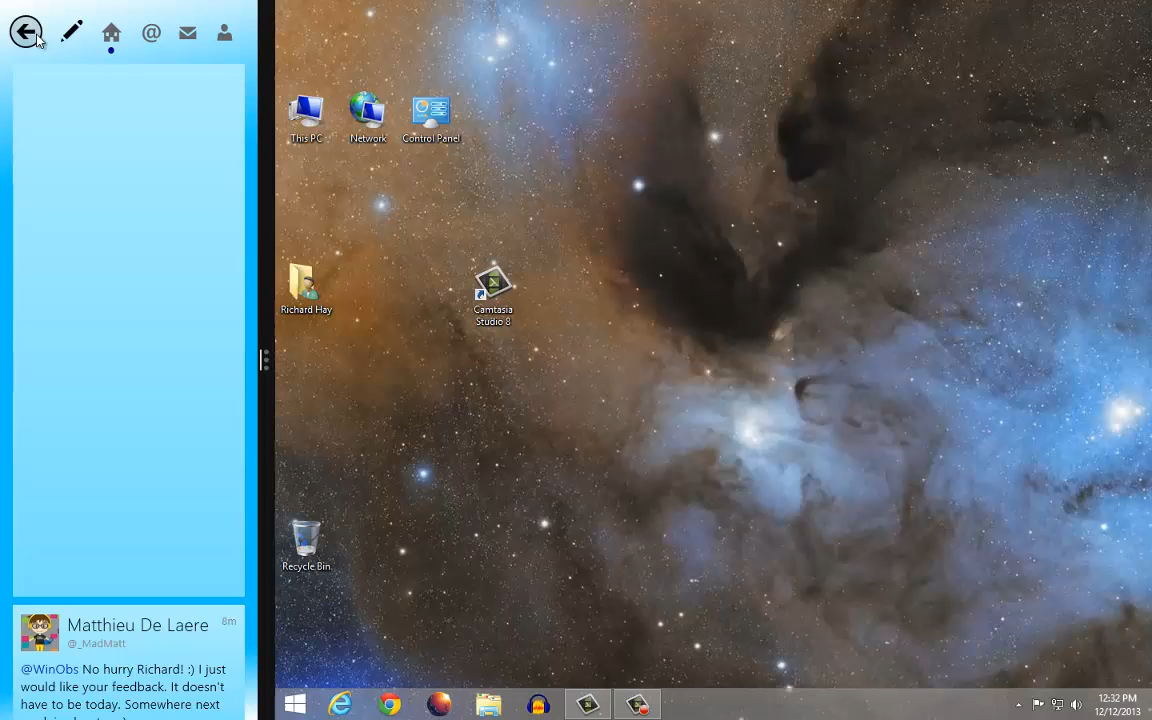 @
This PC
Network
Control Panel
Richard Hay
Camtasia
Studio 8
Recycle Bin
Matthieu De Laere
8m
@_MadMatt
@WinObs No hurry Richard! :) I just
would like your feedback. It doesn't
have to be today. Somewhere next
12:32 PM
12/12/2013